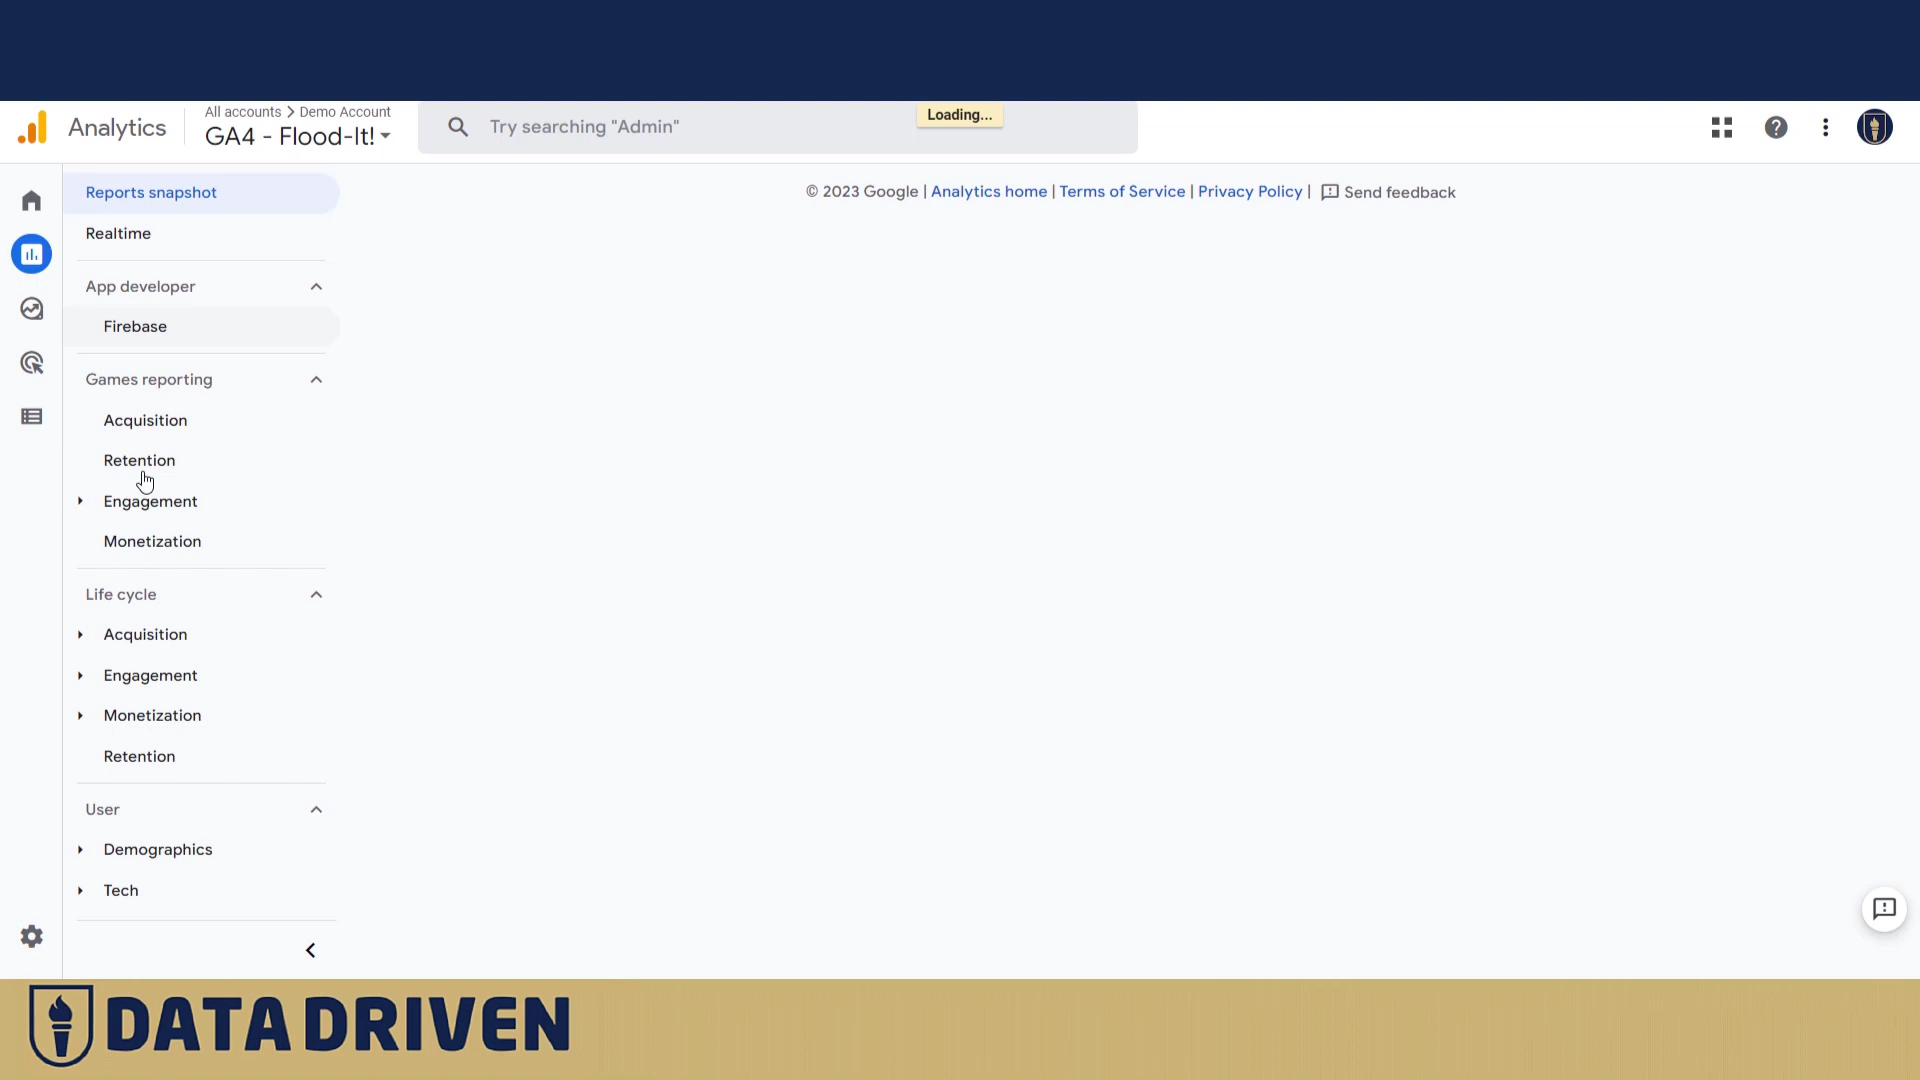 Analytics
All accounts > Demo Account
GA4 - Flood-It!
Try searching "Admin"
Loading...
Reports snapshot
Realtime
App developer
Firebase
Games reporting
Acquisition
Retention
Engagement
Monetization
Life cycle
Acquisition
Engagement
Monetization
Retention
User
Demographics
Tech
© 2023 Google | Analytics home | Terms of Service | Privacy Policy | Send feedback
DATA DRIVEN